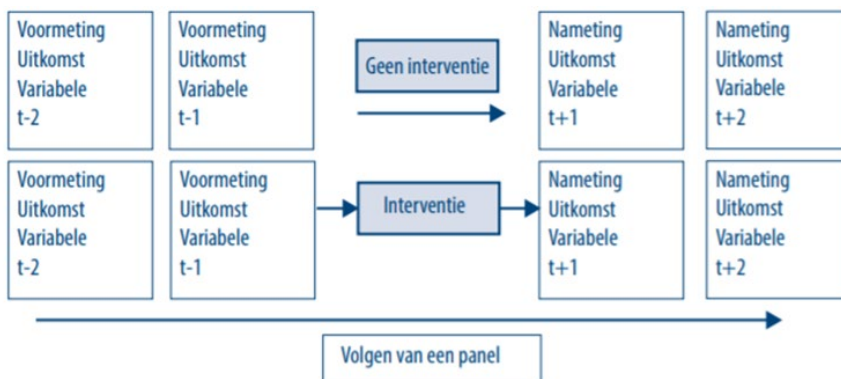 Voormeting
Uitkomst
Variabele
t-2
Voormeting
Uitkomst
Variabele
t-1
Geen interventie
Nameting
Uitkomst
Variabele
t+1
Nameting
Uitkomst
Variabele
t+2
Voormeting
Uitkomst
Variabele
t-2
Voormeting
Uitkomst
Variabele
t-1
Interventie
Nameting
Uitkomst
Variabele
t+1
Nameting
Uitkomst
Variabele
t+2
Volgen van een panel